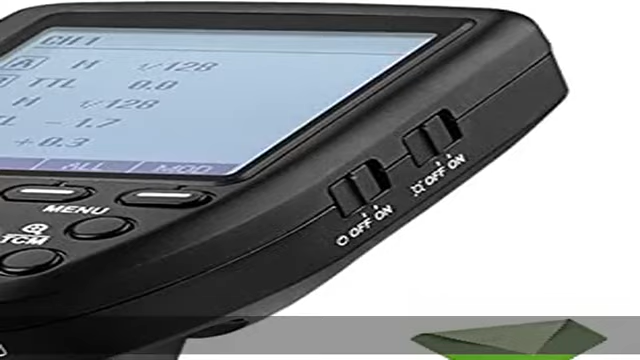 CH1
A M 1/128
TTL 0.0
M 1/128
TL -1.7
+0.3
ALL MOD
OFF ON
OFF ON
MENU
TCM